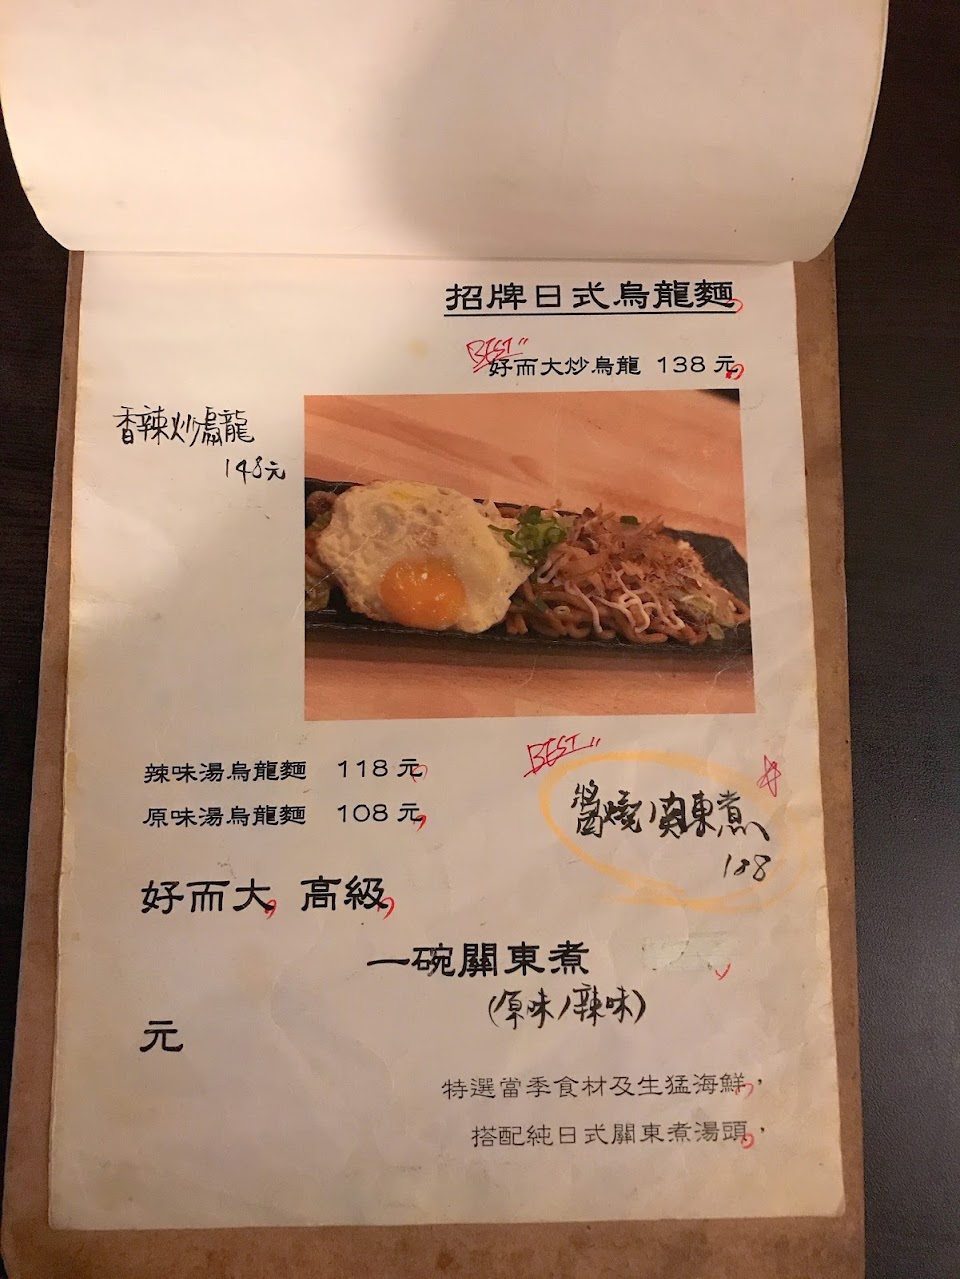 招牌日式烏龍麵
BEST"
好而大炒烏龍 138 元
香辣炒烏龍
148元
辣味湯烏龍麵 118 元
原味湯烏龍麵 108 元
BEST"
醬燒/関東煮
188
好而大 高級
一碗關東煮
(原味/辣味)
元
特選當季食材及生猛海鮮，
搭配純日式關東煮湯頭，